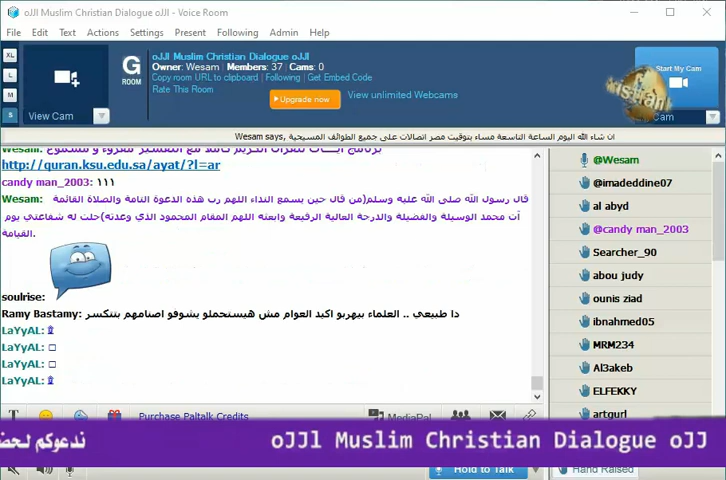 oJJl Muslim Christian Dialogue oJJl - Voice Room
File Edit Text Actions Settings Present Following Admin Help
XL
L
M
S
View Cam
G
ROOM
oJJl Muslim Christian Dialogue oJJl
Owner: Wesam | Members: 37 | Cams: 0
Copy room URL to clipboard | Following | Get Embed Code
Rate This Room
Upgrade now
View unlimited Webcams
Start My Cam
Cam
Wesam says, ان شاء الله اليوم الساعة التاسعة مساء بتوقيت مصر اتصالات على جميع الطوائف المسيحية
Wesam:
http://quran.ksu.edu.sa/ayat/?l=ar
candy man_2003: ١١١
Wesam: قال رسول الله صلى الله عليه وسلم(من قال حين يسمع النداء اللهم رب هذه الدعوة التامة والصلاة القائمة
آت محمد الوسيلة والفضيلة والدرجة العالية الرفيعة وابعثه اللهم المقام المحمود الذي وعدته)حلت له شفاعتي يوم
القيامة.
soulrise:
Ramy Bastamy: دا طبيعي .. العلماء بيهربو اكيد العوام مش هيستحملو يشوفو اصنامهم بتتكسر
LaYyAL:
LaYyAL:
LaYyAL:
LaYyAL:
@Wesam
@imadeddine07
al abyd
@candy man_2003
Searcher_90
abou judy
ounis ziad
ibnahmed05
MRM234
Al3akeb
ELFEKKY
artgurl
Purchase Paltalk Credits
MediaPal
oJJl Muslim Christian Dialogue oJJ
ندعوكم لحض
Hold to Talk
Hand Raised